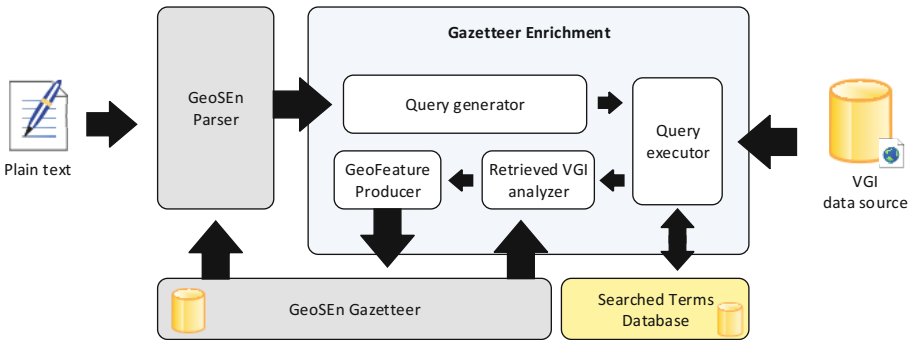 Gazetteer Enrichment
Plain text
GeoSEn
Parser
Query generator
Query
executor
GeoFeature
Producer
Retrieved VGI
analyzer
VGI
data source
GeoSEn Gazetteer
Searched Terms
Database